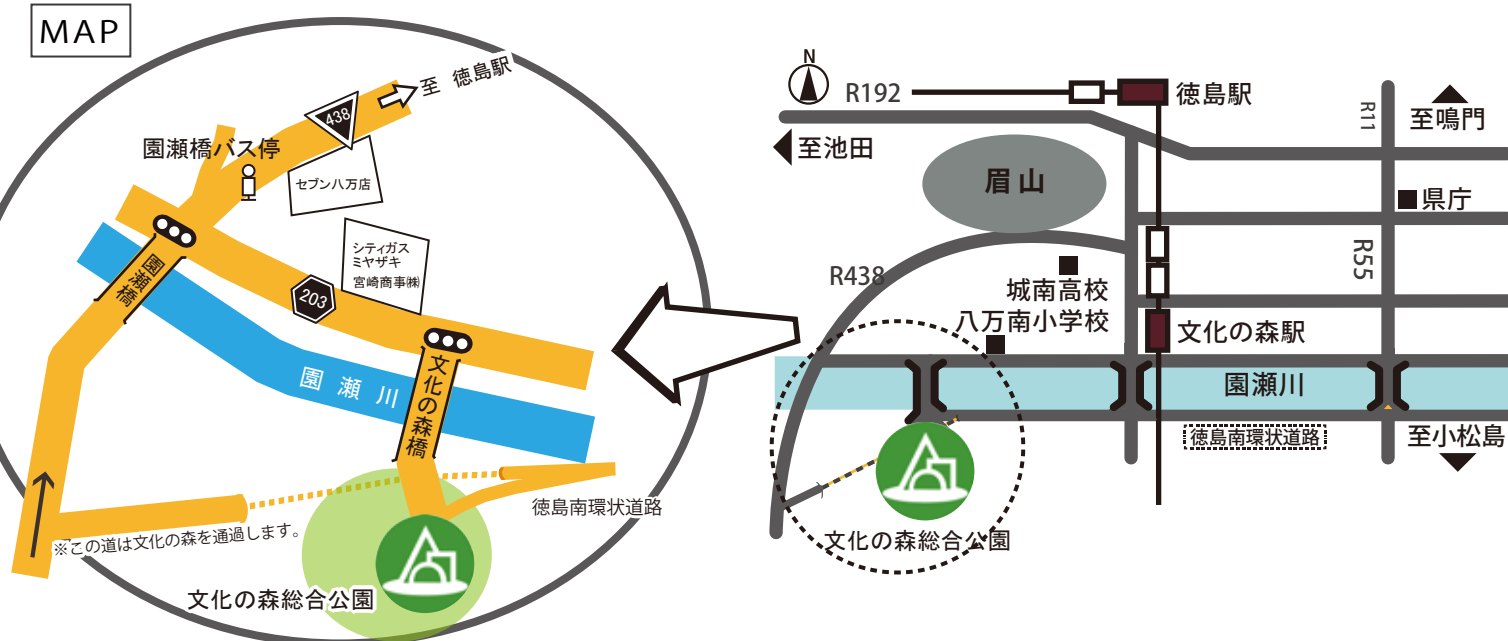 MAP
至 徳島駅
438
園瀬橋バス停
セブン八万店
シティガス
ミヤザキ
宮崎商事㈱
園瀬橋
203
園瀬川
文化の森橋
徳島南環状道路
※この道は文化の森を通過します。
文化の森総合公園
N
R192
徳島駅
R11
至鳴門
至池田
眉山
県庁
R438
R55
城南高校
八万南小学校
文化の森駅
園瀬川
徳島南環状道路
至小松島
文化の森総合公園